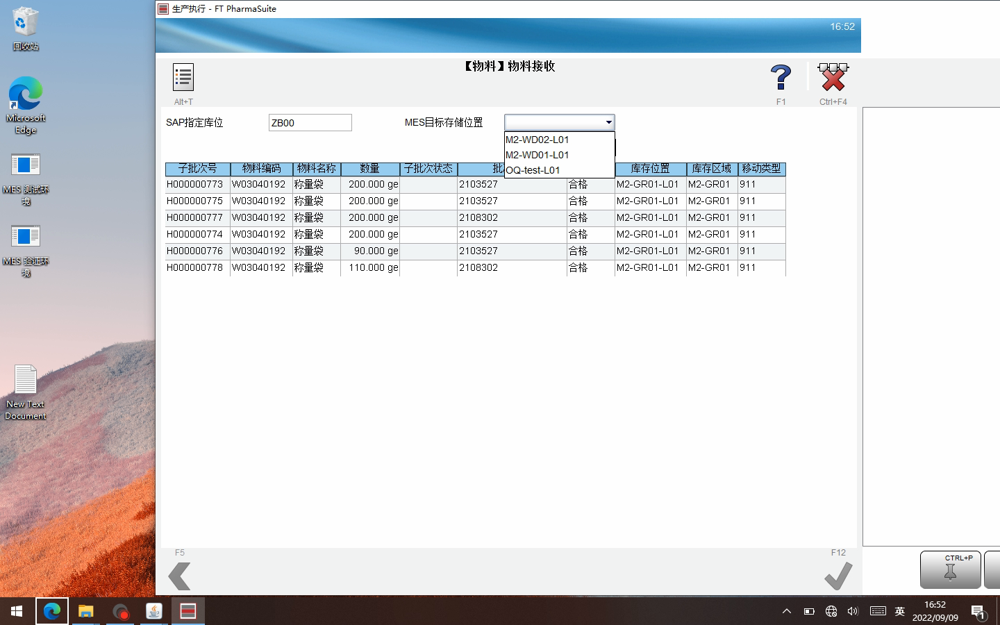 回收站
Microsoft
Edge
MES 测试环
境
MES 验证环
境
New Text
Document
生产执行 - FT PharmaSuite
16:52
【物料】物料接收
Alt+T
F1
Ctrl+F4
SAP指定库位
ZB00
MES目标存储位置
M2-WD02-L01
M2-WD01-L01
OQ-test-L01
子批次号 物料编码 物料名称 数量 子批次状态 库存位置 库存区域 移动类型
H000000773 W03040192 称量袋 200.000 ge 2103527 合格 M2-GR01-L01 M2-GR01 911
H000000775 W03040192 称量袋 200.000 ge 2103527 合格 M2-GR01-L01 M2-GR01 911
H000000777 W03040192 称量袋 200.000 ge 2108302 合格 M2-GR01-L01 M2-GR01 911
H000000774 W03040192 称量袋 200.000 ge 2103527 合格 M2-GR01-L01 M2-GR01 911
H000000776 W03040192 称量袋 90.000 ge 2103527 合格 M2-GR01-L01 M2-GR01 911
H000000778 W03040192 称量袋 110.000 ge 2108302 合格 M2-GR01-L01 M2-GR01 911
F5
F12
CTRL+P
英
16:52
2022/09/09
1